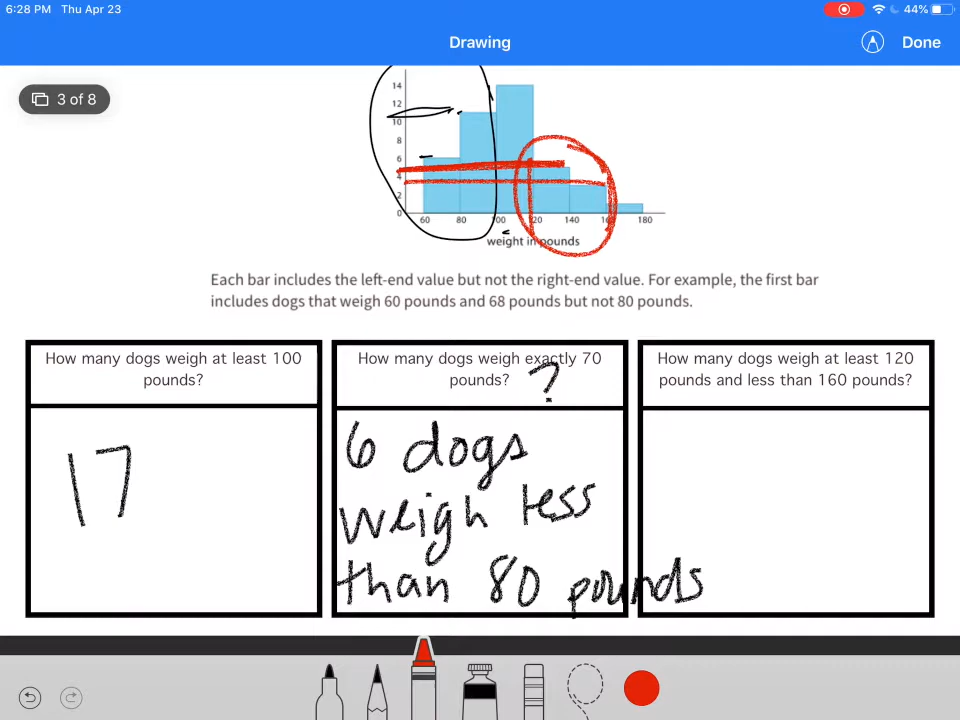 6:28 PM Thu Apr 23 44%
Drawing Done
3 of 8
14
12
10
8
6
4
2
0
60 80 100 120 140 160 180
weight in pounds
Each bar includes the left-end value but not the right-end value. For example, the first bar
includes dogs that weigh 60 pounds and 68 pounds but not 80 pounds.
How many dogs weigh at least 100
pounds?
17
How many dogs weigh exactly 70
pounds? ?
6 dogs
weigh less
than 80 pounds
How many dogs weigh at least 120
pounds and less than 160 pounds?